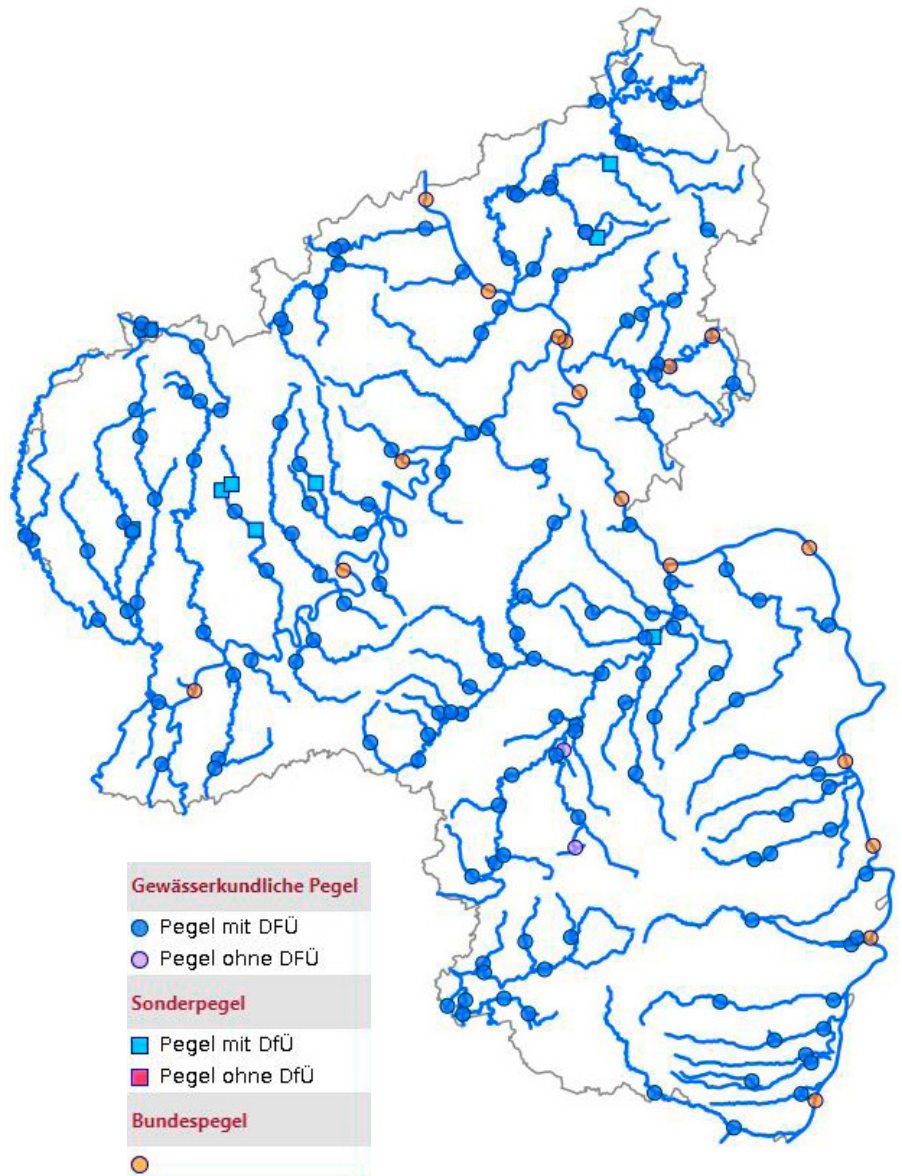 Gewässerkundliche Pegel
Pegel mit DFÜ
Pegel ohne DFÜ
Sonderpegel
Pegel mit DfÜ
Pegel ohne DfÜ
Bundespegel